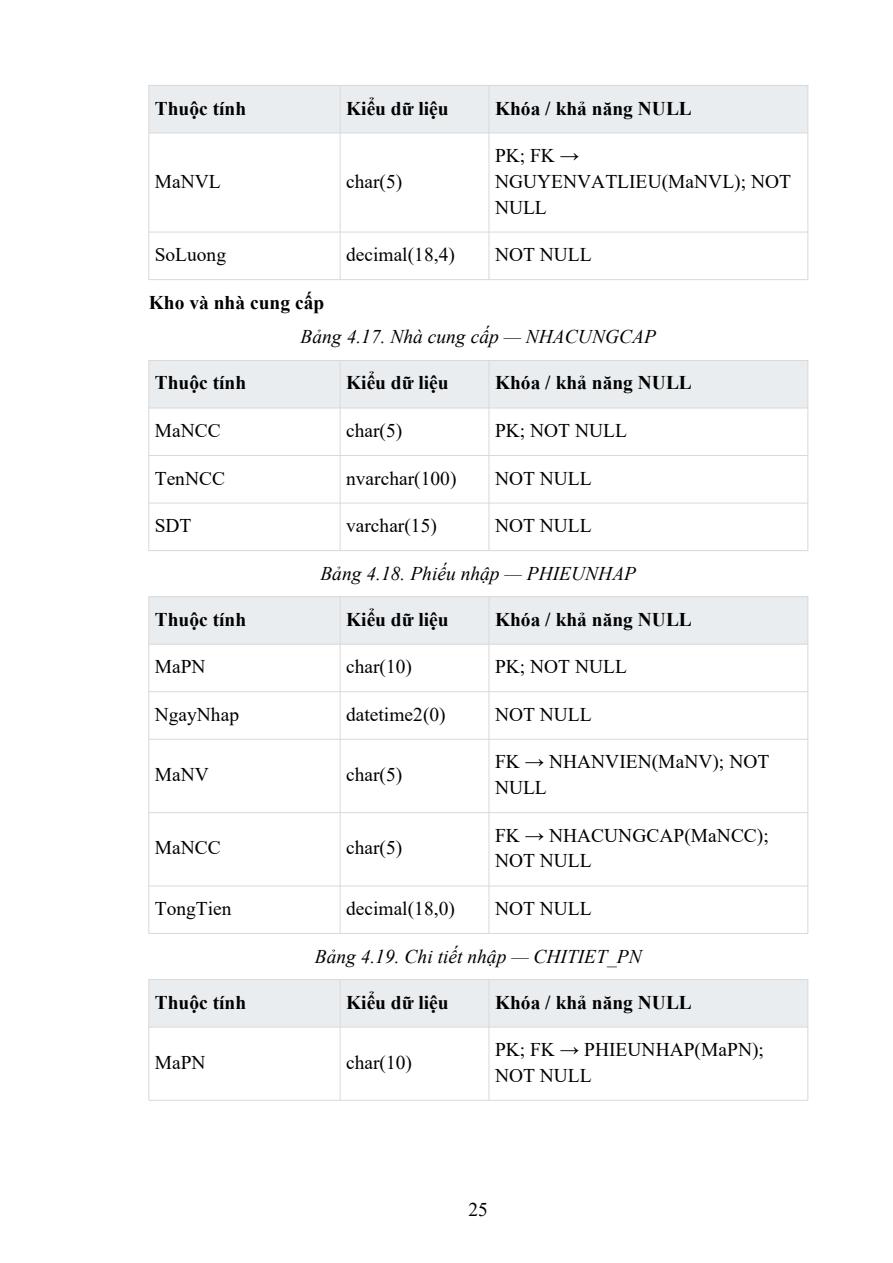 Thuộc tính Kiểu dữ liệu Khóa / khả năng NULL
PK; FK →
MaNVL char(5) NGUYENVATLIEU(MaNVL); NOT
NULL
SoLuong decimal(18,4) NOT NULL
Kho và nhà cung cấp
Bảng 4.17. Nhà cung cấp — NHACUNGCAP
Thuộc tính Kiểu dữ liệu Khóa / khả năng NULL
MaNCC char(5) PK; NOT NULL
TenNCC nvarchar(100) NOT NULL
SDT varchar(15) NOT NULL
Bảng 4.18. Phiếu nhập — PHIEUNHAP
Thuộc tính Kiểu dữ liệu Khóa / khả năng NULL
MaPN char(10) PK; NOT NULL
NgayNhap datetime2(0) NOT NULL
MaNV char(5) FK → NHANVIEN(MaNV); NOT
NULL
MaNCC char(5) FK → NHACUNGCAP(MaNCC);
NOT NULL
TongTien decimal(18,0) NOT NULL
Bảng 4.19. Chi tiết nhập — CHITIET_PN
Thuộc tính Kiểu dữ liệu Khóa / khả năng NULL
MaPN char(10) PK; FK → PHIEUNHAP(MaPN);
NOT NULL
25